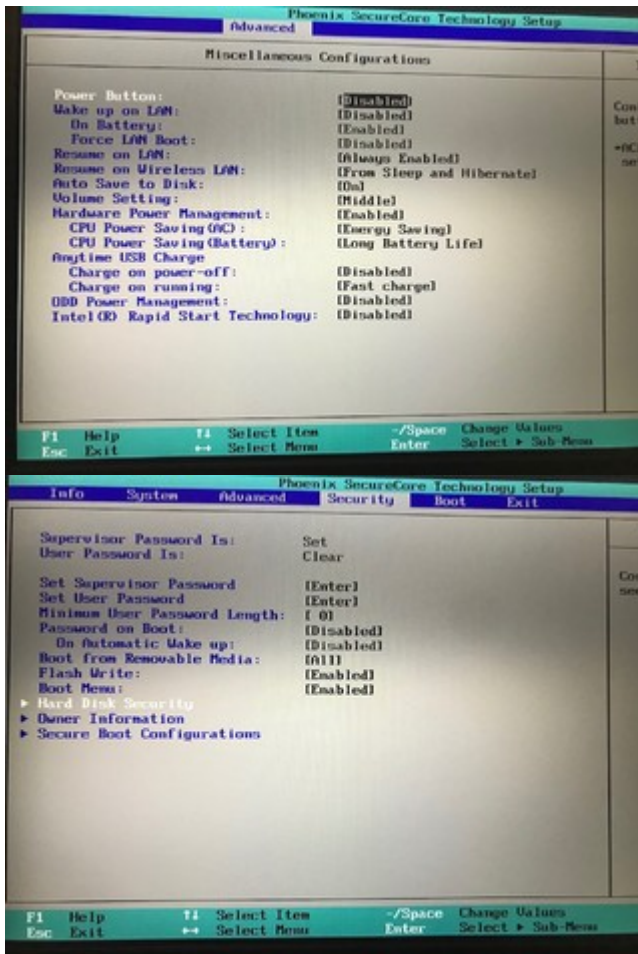 Phoenix SecureCore Technology Setup
Advanced
Miscellaneous Configurations
Power Button: [Disabled]
Wake up on LAN: [Disabled]
On Battery: [Enabled]
Force LAN Boot: [Disabled]
Resume on LAN: [Always Enabled]
Resume on Wireless LAN: [From Sleep and Hibernate]
Auto Save to Disk: [On]
Volume Setting: [Middle]
Hardware Power Management: [Enabled]
CPU Power Saving(AC) : [Energy Saving]
CPU Power Saving(Battery) : [Long Battery Life]
Anytime USB Charge
Charge on power-off: [Disabled]
Charge on running: [Fast charge]
ODD Power Management: [Disabled]
Intel(R) Rapid Start Technology: [Disabled]
Con
but
F1 Help ↑↓ Select Item -/Space Change Values
Esc Exit ↔ Select Menu Enter Select ▶ Sub-Menu
Phoenix SecureCore Technology Setup
Info System Advanced Security Boot Exit
Supervisor Password Is: Set
User Password Is: Clear
Set Supervisor Password [Enter]
Set User Password [Enter]
Minimum User Password Length: [ 0]
Password on Boot: [Disabled]
On Automatic Wake up: [Disabled]
Boot from Removable Media: [All]
Flash Write: [Enabled]
Boot Menu: [Enabled]
▶ Hard Disk Security
▶ Owner Information
▶ Secure Boot Configurations
F1 Help ↑↓ Select Item -/Space Change Values
Esc Exit ↔ Select Menu Enter Select ▶ Sub-Menu